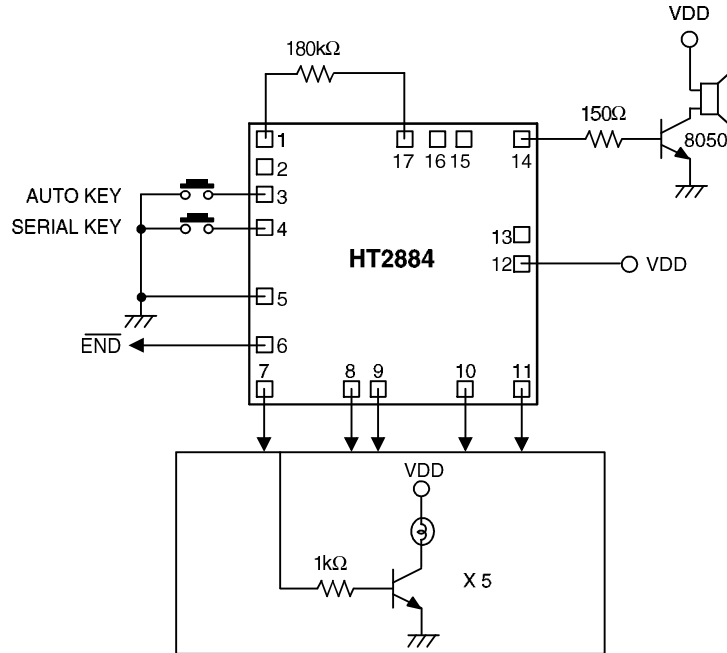 VDD
180kΩ
150Ω
8050
1
2
3
4
5
6
7
8
9
10
11
12
13
14
15
16
17
AUTO KEY
SERIAL KEY
HT2884
VDD
END
VDD
1kΩ
X 5